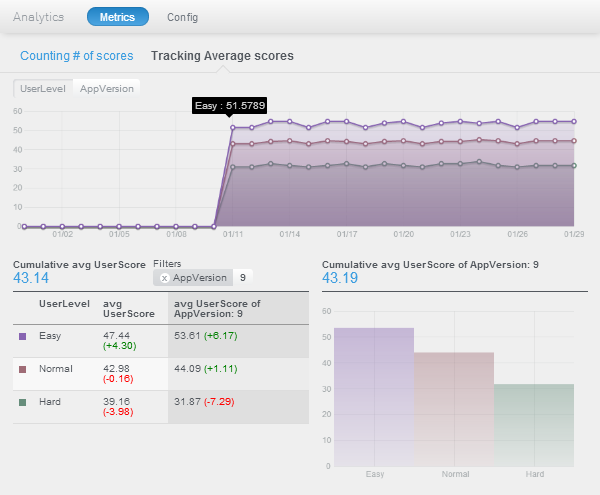 Analytics Metrics Config
Counting # of scores Tracking Average scores
UserLevel AppVersion
Easy : 51.5789
60
50
40
30
20
10
0
01/02 01/05 01/08 01/11 01/14 01/17 01/20 01/23 01/26 01/29
Cumulative avg UserScore
43.14
Filters
x AppVersion 9
UserLevel avg UserScore avg UserScore of AppVersion: 9
Easy 47.44 (+4.30) 53.61 (+6.17)
Normal 42.98 (-0.16) 44.09 (+1.11)
Hard 39.16 (-3.98) 31.87 (-7.29)
Cumulative avg UserScore of AppVersion: 9
43.19
60
50
40
30
20
10
0
Easy Normal Hard